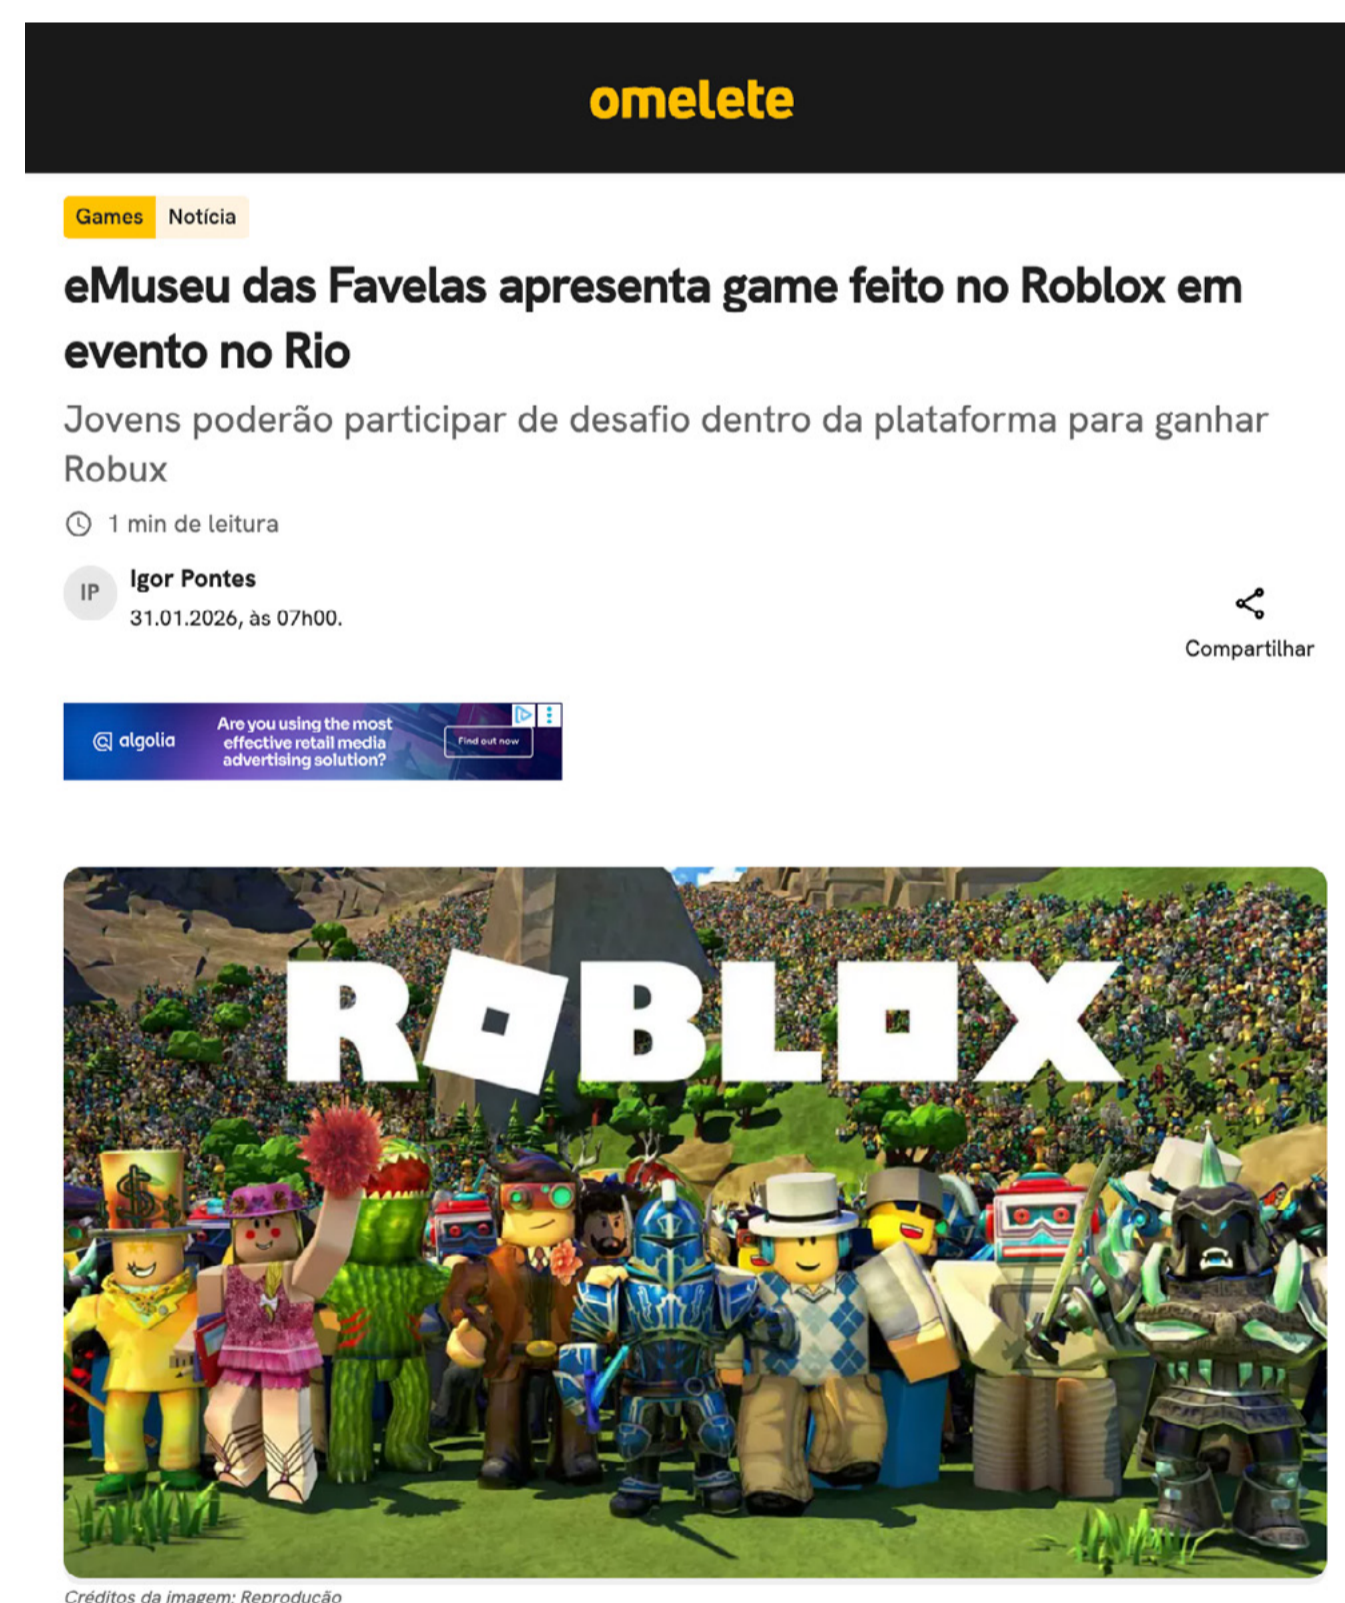 omelete
Games Notícia
eMuseu das Favelas apresenta game feito no Roblox em
evento no Rio
Jovens poderão participar de desafio dentro da plataforma para ganhar
Robux
1 min de leitura
IP
Igor Pontes
31.01.2026, às 07h00.
Compartilhar
algolia
Are you using the most
effective retail media
advertising solution?
Find out now
ROBLOX
Créditos da imagem: Reprodução